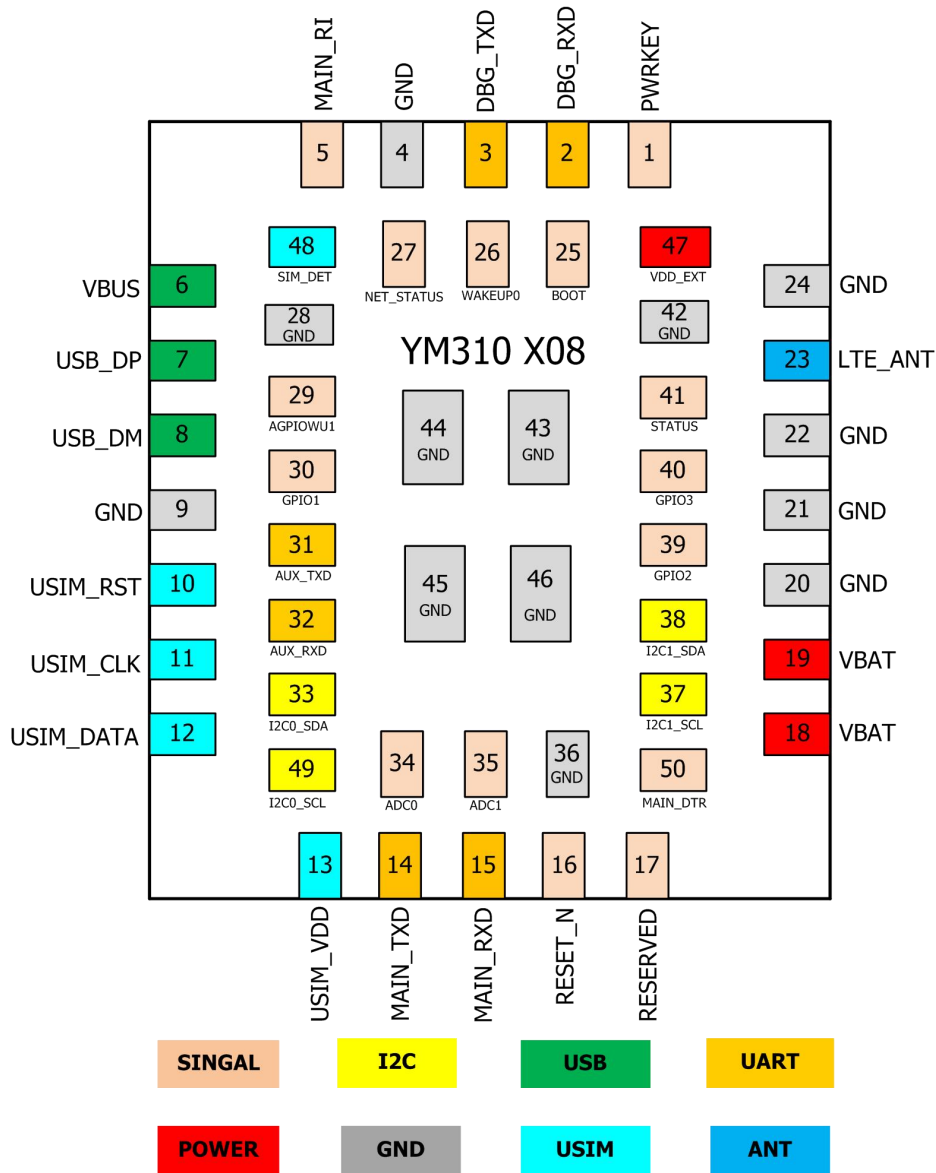 MAIN_RI
GND
DBG_TXD
DBG_RXD
PWRKEY
5
4
3
2
1
48
SIM_DET
27
NET_STATUS
26
WAKEUP0
25
BOOT
47
VDD_EXT
VBUS
6
24
GND
28
GND
42
GND
YM310 X08
USB_DP
7
23
LTE_ANT
29
AGPIOWU1
44
GND
43
GND
41
STATUS
USB_DM
8
22
GND
30
GPIO1
40
GPIO3
GND
9
21
GND
31
AUX_TXD
39
GPIO2
USIM_RST
10
45
GND
46
GND
20
GND
32
AUX_RXD
38
I2C1_SDA
USIM_CLK
11
19
VBAT
33
I2C0_SDA
37
I2C1_SCL
USIM_DATA
12
18
VBAT
49
I2C0_SCL
34
ADC0
35
ADC1
36
GND
50
MAIN_DTR
13
14
15
16
17
USIM_VDD
MAIN_TXD
MAIN_RXD
RESET_N
RESERVED
SINGAL
I2C
USB
UART
POWER
GND
USIM
ANT